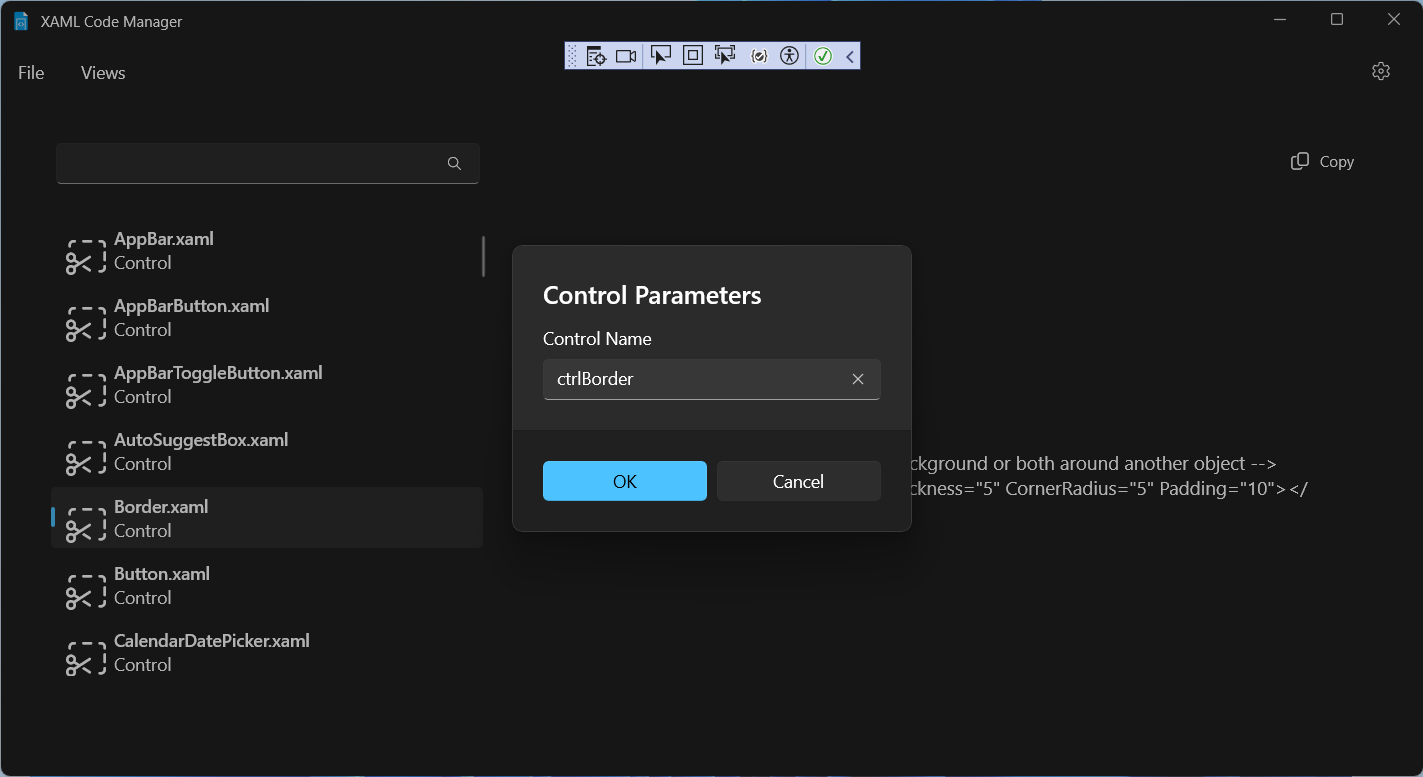 XAML Code Manager
File
Views
Copy
AppBar.xaml
Control
AppBarButton.xaml
Control
AppBarToggleButton.xaml
Control
AutoSuggestBox.xaml
Control
Border.xaml
Control
Button.xaml
Control
CalendarDatePicker.xaml
Control
Control Parameters
Control Name
ctrlBorder
OK
Cancel
ckground or both around another object -->
ckness="5" CornerRadius="5" Padding="10"></